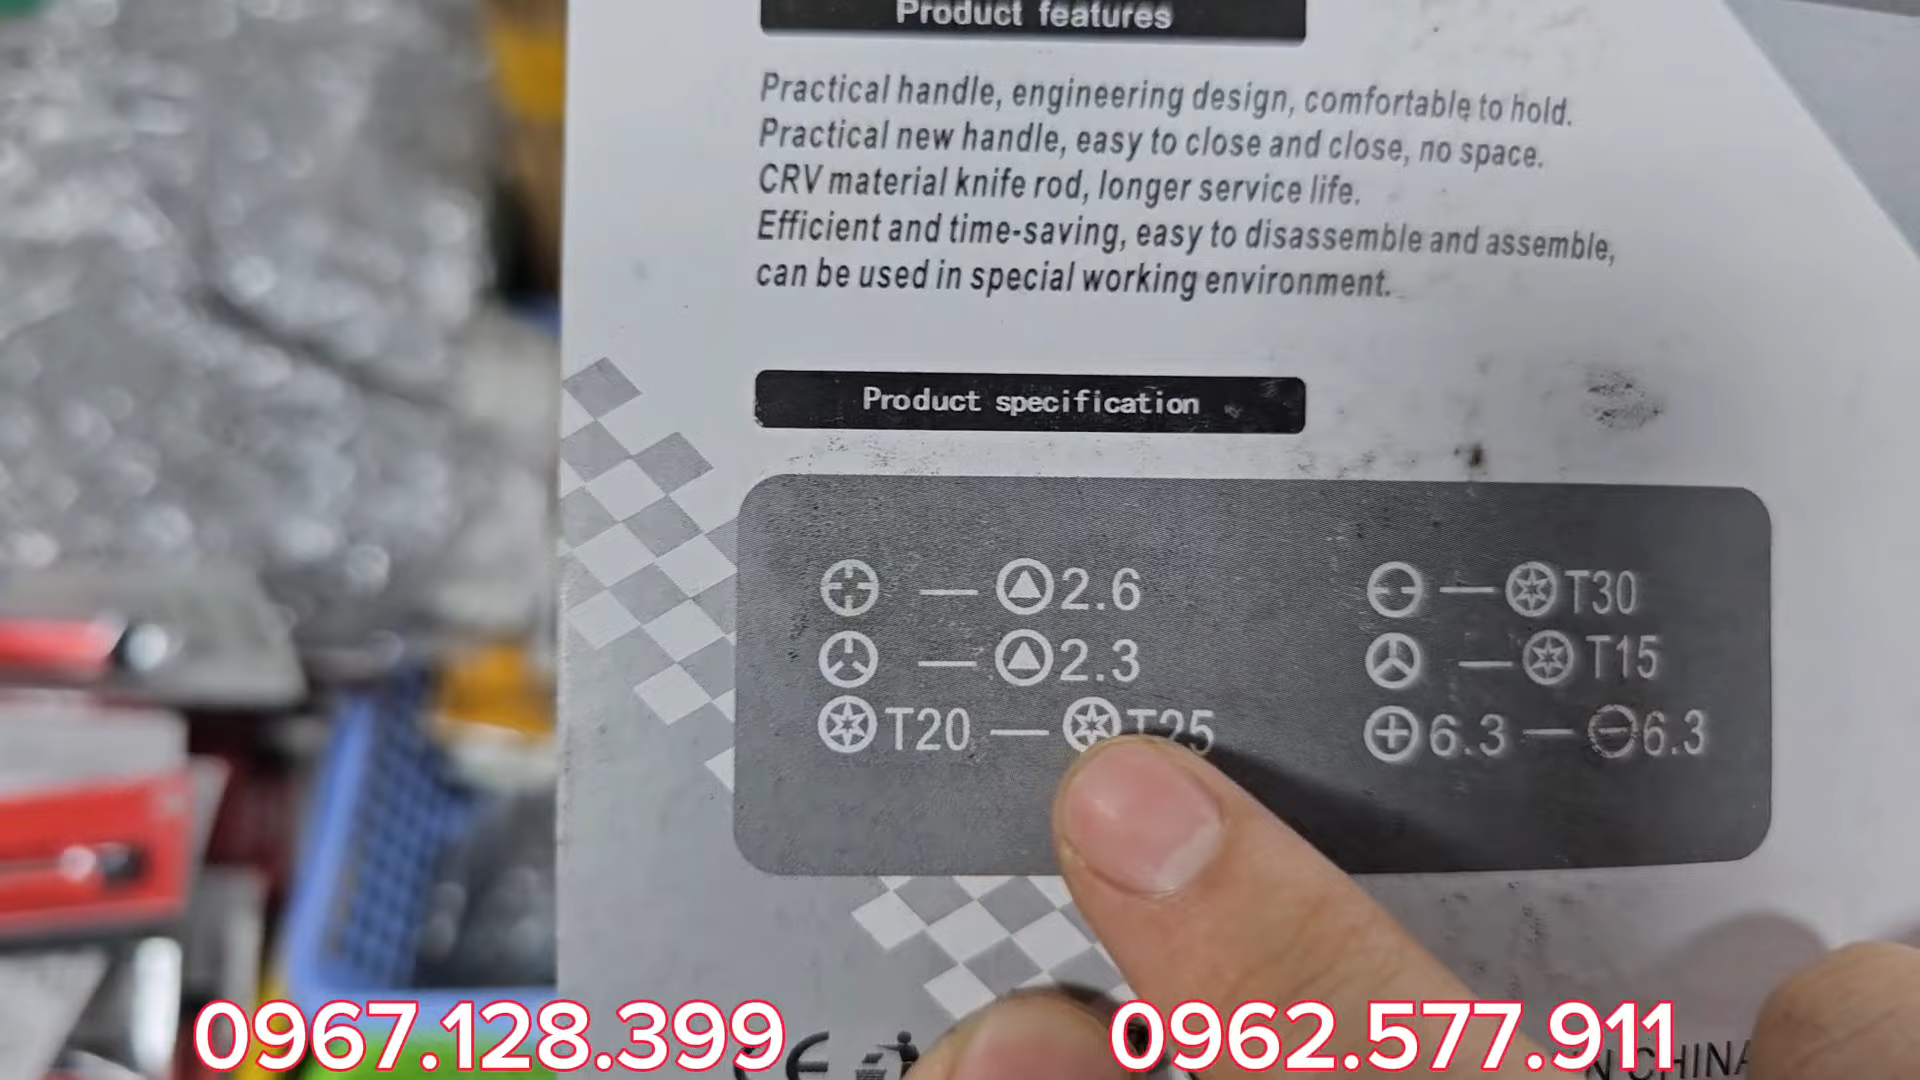 Product features
Practical handle, engineering design, comfortable to hold.
Practical new handle, easy to close and close, no space.
CRV material knife rod, longer service life.
Efficient and time-saving, easy to disassemble and assemble,
can be used in special working environment.
Product specification
— 2.6
— T30
— 2.3
— T15
T20 — T25
6.3 — 6.3
CE
N CHINA
0967.128.399
0962.577.911